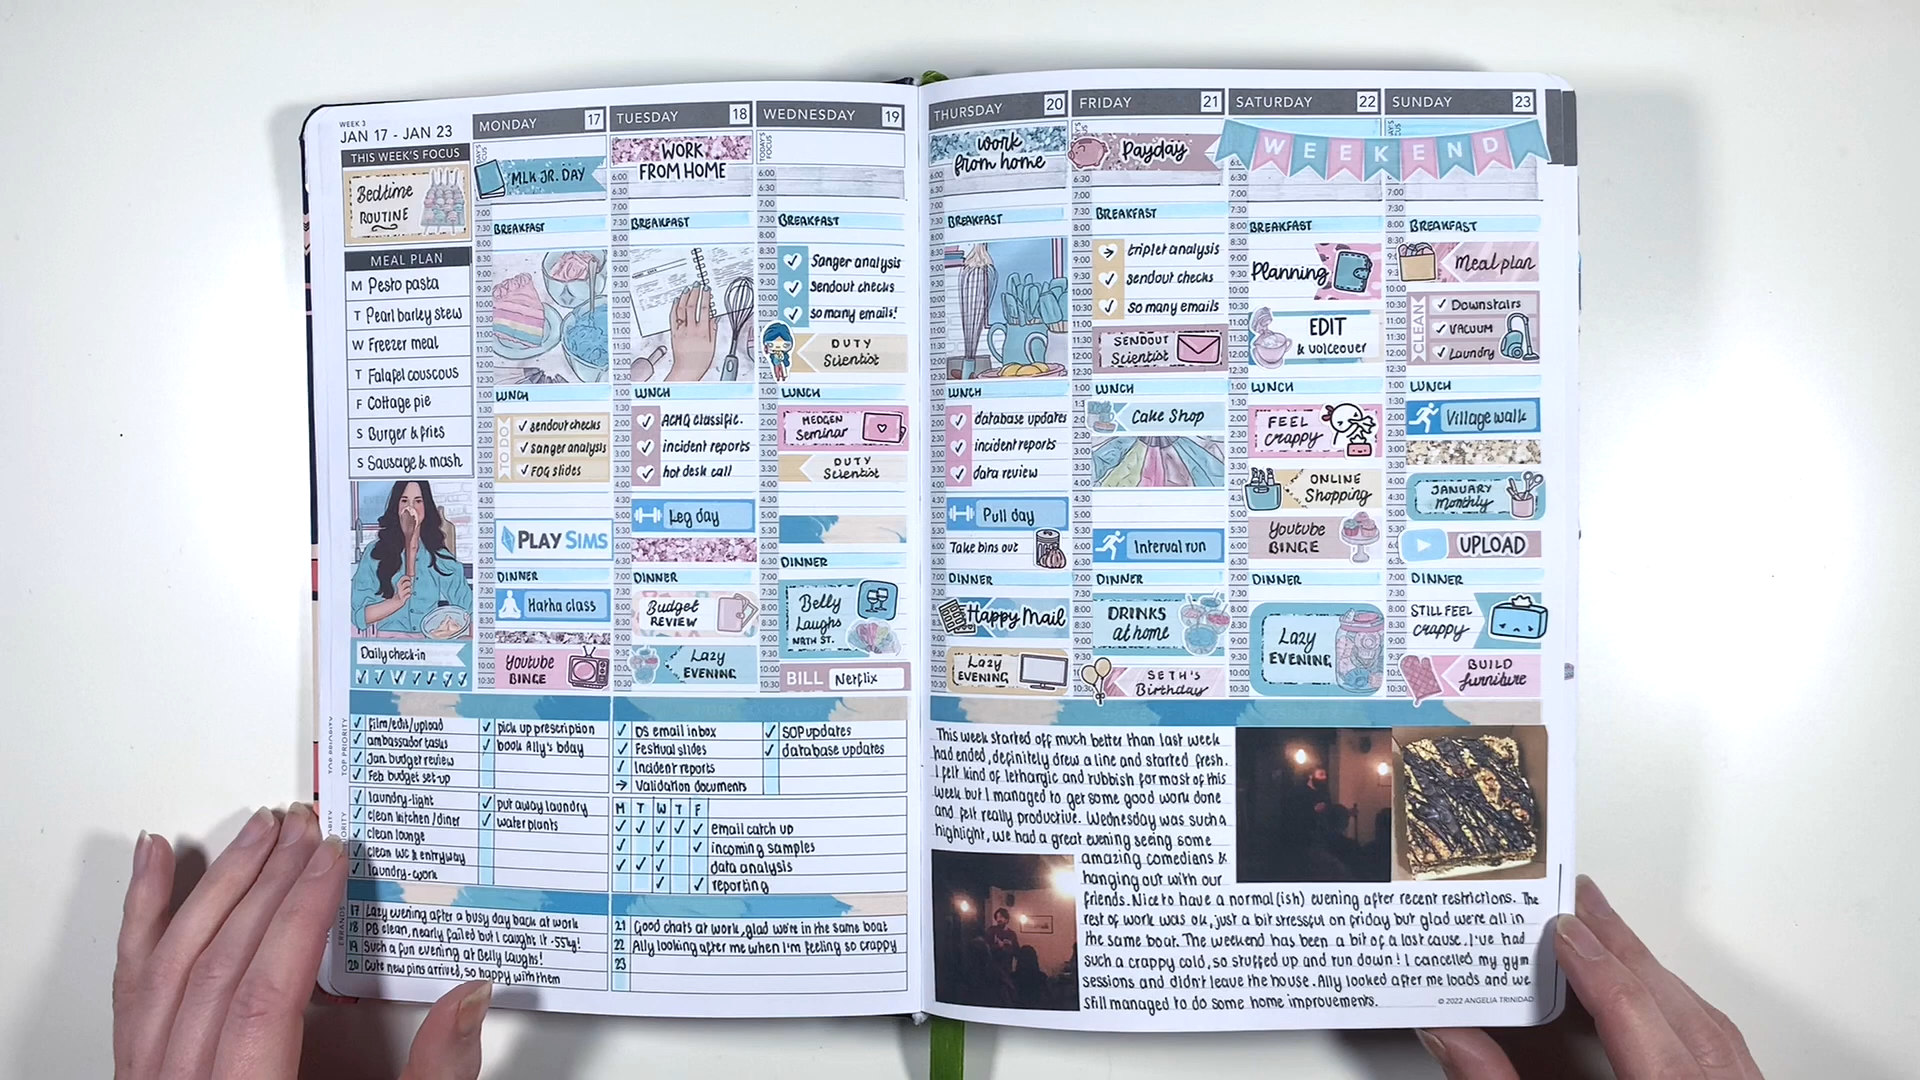 WEEK 3
JAN 17 - JAN 23
THIS WEEK'S FOCUS
Bedtime
ROUTINE
MEAL PLAN
M Pesto pasta
T Pearl barley stew
W Freezer meal
T Falafel couscous
F Cottage pie
S Burger & fries
S Sausage & mash
Daily check-in
MONDAY 17
MLK JR. DAY
BREAKFAST
LUNCH
TO DO
sendout checks
sanger analysis
FOG slides
PLAY SIMS
DINNER
Hatha class
Youtube
BINGE
TUESDAY 18
WORK
FROM HOME
BREAKFAST
LUNCH
ACMG classific.
incident reports
hot desk call
Leg day
DINNER
Budget
REVIEW
Lazy
EVENING
WEDNESDAY 19
BREAKFAST
Sanger analysis
sendout checks
so many emails!
DUTY
Scientist
LUNCH
MEDGEN
Seminar
DUTY
Scientist
DINNER
Belly
Laughs
NRTH ST.
BILL Netflix
THURSDAY 20
work
from home
BREAKFAST
LUNCH
database updates
incident reports
data review
Pull day
Take bins out
DINNER
Happy Mail
Lazy
EVENING
FRIDAY 21
Payday
BREAKFAST
triplet analysis
sendout checks
so many emails
SENDOUT
Scientist
LUNCH
Cake Shop
Interval run
DINNER
DRINKS
at home
SETH'S
Birthday
SATURDAY 22
WEEKEND
BREAKFAST
Planning
EDIT
& voiceover
LUNCH
FEEL
crappy
ONLINE
Shopping
Youtube
BINGE
DINNER
Lazy
EVENING
SUNDAY 23
BREAKFAST
Meal plan
CLEAN
Downstairs
VACUUM
Laundry
LUNCH
Village walk
JANUARY
Monthly
UPLOAD
DINNER
STILL FEEL
crappy
BUILD
furniture
TOP PRIORITY
film/edit/upload
ambassador tasks
Jan budget review
Feb budget set-up
pick up prescription
book Ally's bday
laundry-light
clean kitchen/diner
clean lounge
clean WC & entryway
laundry-work
put away laundry
water plants
DS email inbox
Festival slides
Incident reports
Validation documents
SOP updates
database updates
M T W T F
email catch up
incoming samples
data analysis
reporting
ERRANDS
17 Lazy evening after a busy day back at work
18 PB clean, nearly failed but I caught it -55kg!
19 Such a fun evening at Belly Laughs!
20 Cute new pins arrived, so happy with them
21 Good chats at work, glad we're in the same boat
22 Ally looking after me when I'm feeling so crappy
23
This week started off much better than last week
had ended, definitely drew a line and started fresh.
I felt kind of lethargic and rubbish for most of this
week but I managed to get some good work done
and felt really productive. Wednesday was such a
highlight, we had a great evening seeing some
amazing comedians &
hanging out with our
friends. Nice to have a normal(ish) evening after recent restrictions. The
rest of work was ok, just a bit stressful on friday but glad we're all in
the same boat. The weekend has been a bit of a lost cause. I've had
such a crappy cold, so stuffed up and run down! I cancelled my gym
sessions and didn't leave the house. Ally looked after me loads and we
still managed to do some home improvements.
© 2022 ANGELIA TRINIDAD